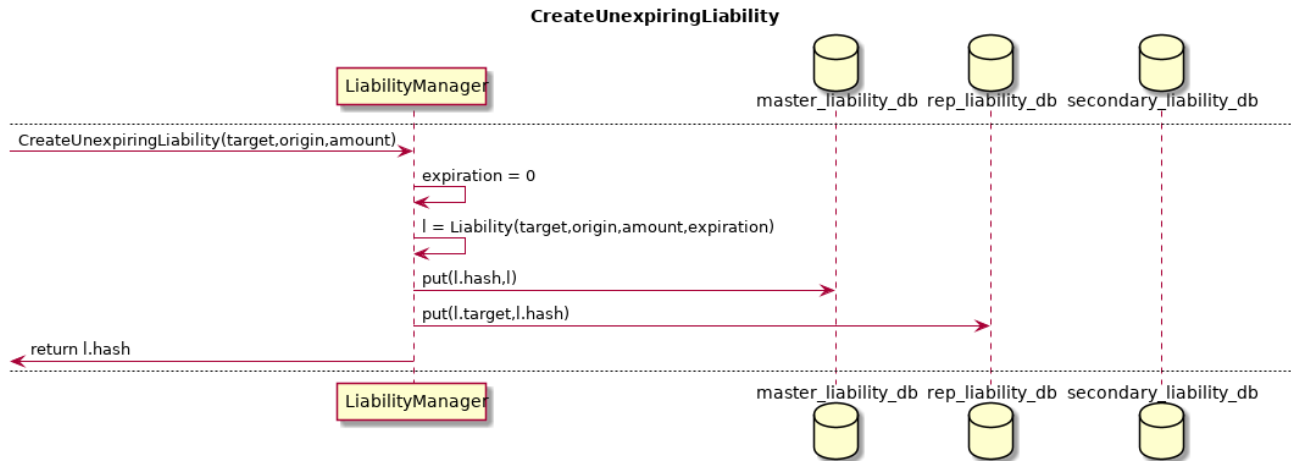 CreateUnexpiringLiability
LiabilityManager
master_liability_db rep_liability_db secondary_liability_db
CreateUnexpiringLiability(target,origin,amount)
expiration = 0
l = Liability(target,origin,amount,expiration)
put(l.hash,l)
put(l.target,l.hash)
return l.hash
LiabilityManager
master_liability_db rep_liability_db secondary_liability_db